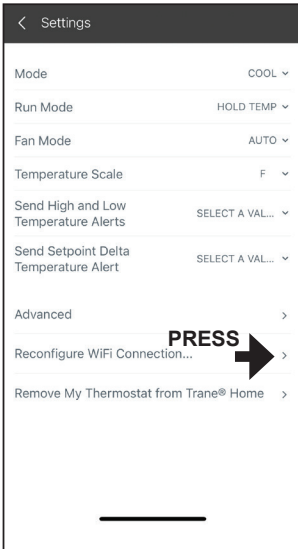 Settings
Mode COOL
Run Mode HOLD TEMP
Fan Mode AUTO
Temperature Scale F
Send High and Low
Temperature Alerts SELECT A VAL...
Send Setpoint Delta
Temperature Alert SELECT A VAL...
Advanced
PRESS
Reconfigure WiFi Connection...
Remove My Thermostat from Trane® Home